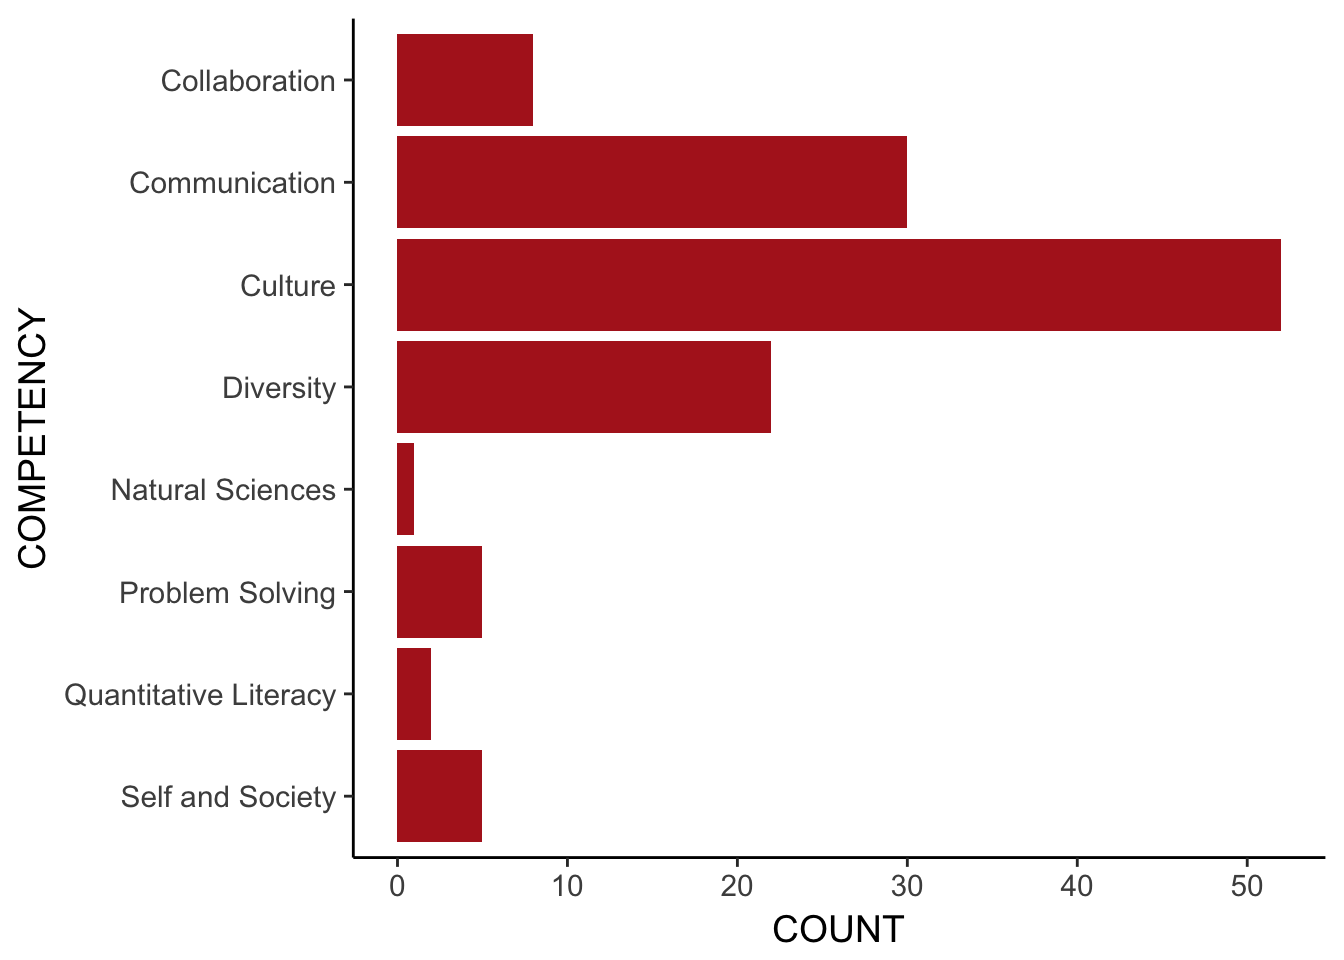 COMPETENCY
Collaboration
Communication
Culture
Diversity
Natural Sciences
Problem Solving
Quantitative Literacy
Self and Society
0 10 20 30 40 50
COUNT